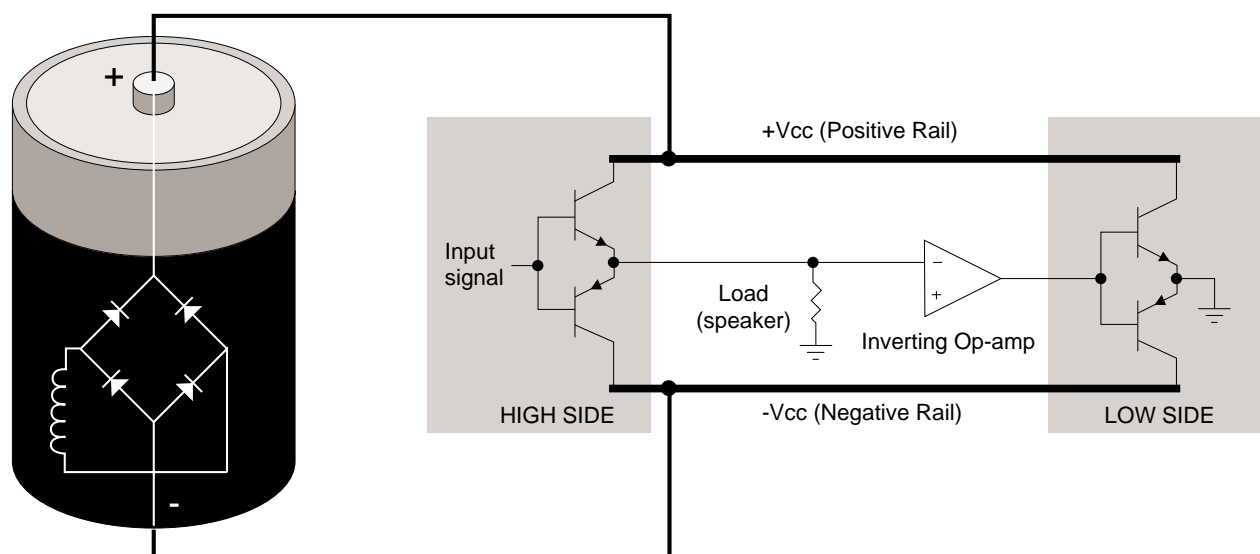 +
+Vcc (Positive Rail)
Input
signal
Load
(speaker)
−
+
Inverting Op-amp
HIGH SIDE
-Vcc (Negative Rail)
LOW SIDE
-